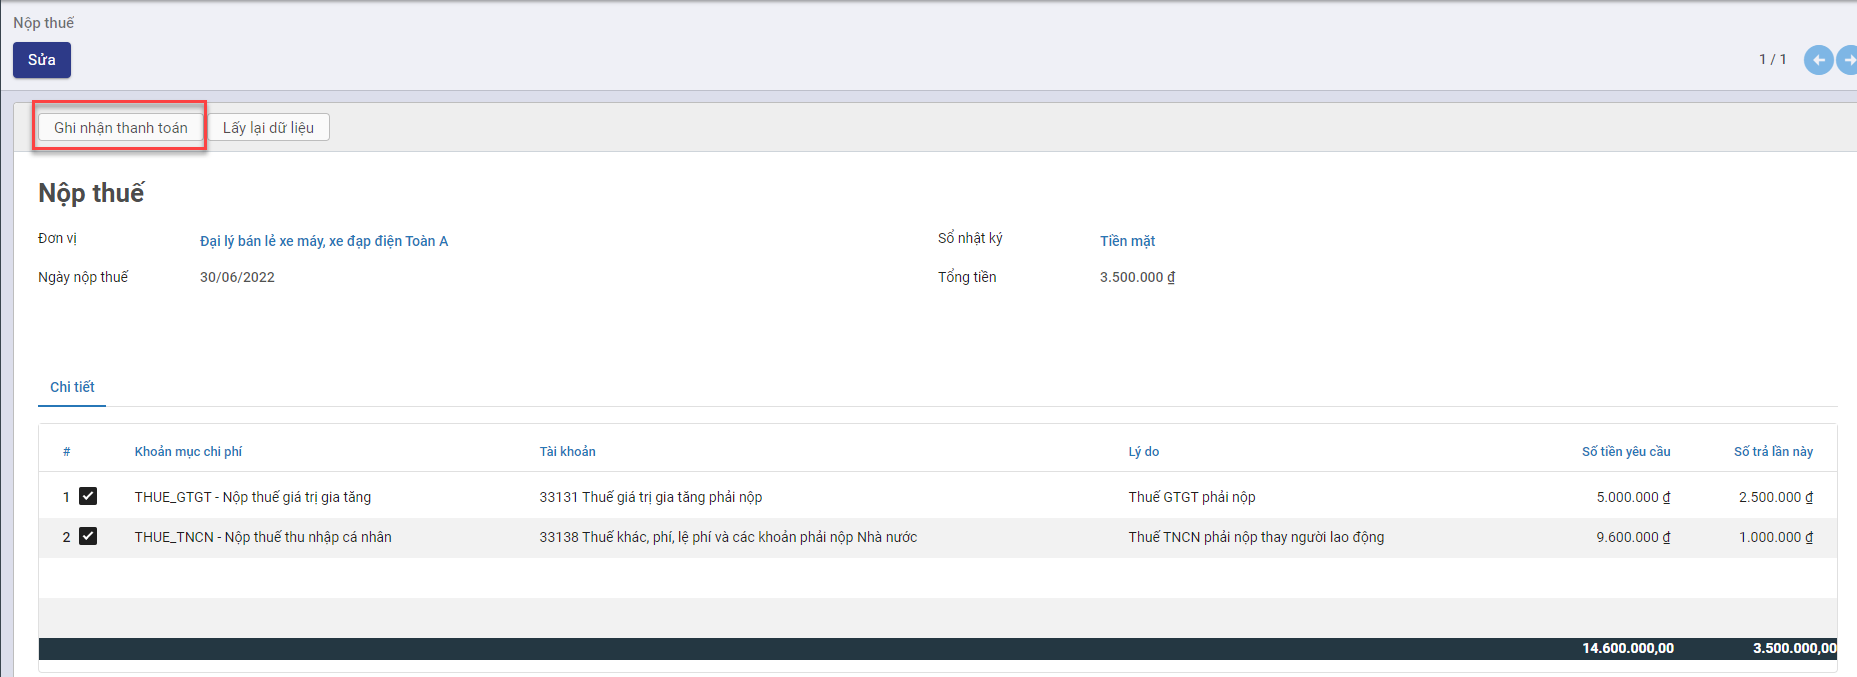 Nộp thuế
Sửa
1 / 1
Ghi nhận thanh toán Lấy lại dữ liệu
Nộp thuế
Đơn vị Đại lý bán lẻ xe máy, xe đạp điện Toàn A Sổ nhật ký Tiền mặt
Ngày nộp thuế 30/06/2022 Tổng tiền 3.500.000 ₫
Chi tiết
# Khoản mục chi phí Tài khoản Lý do Số tiền yêu cầu Số trả lần này
1 THUE_GTGT - Nộp thuế giá trị gia tăng 33131 Thuế giá trị gia tăng phải nộp Thuế GTGT phải nộp 5.000.000 ₫ 2.500.000 ₫
2 THUE_TNCN - Nộp thuế thu nhập cá nhân 33138 Thuế khác, phí, lệ phí và các khoản phải nộp Nhà nước Thuế TNCN phải nộp thay người lao động 9.600.000 ₫ 1.000.000 ₫
14.600.000,00 3.500.000,00